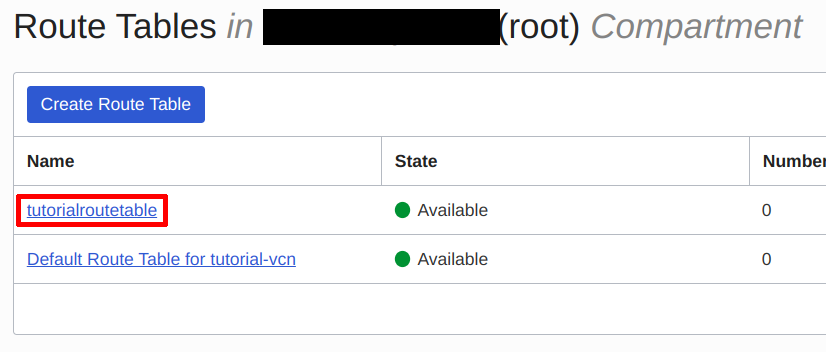 Route Tables in (root) Compartment
Create Route Table
Name State Number
tutorialroutetable Available 0
Default Route Table for tutorial-vcn Available 0